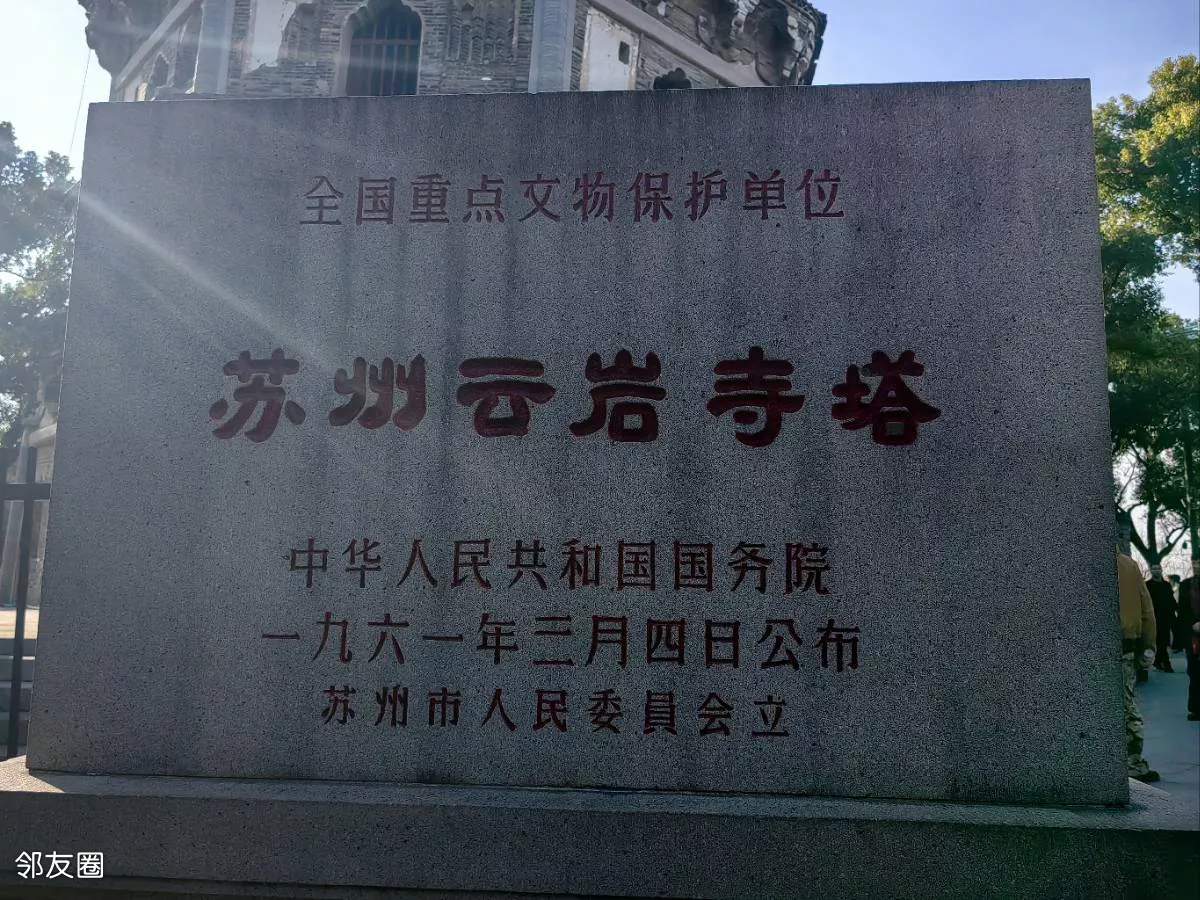 全国重点文物保护单位
苏州云岩寺塔
中华人民共和国国务院
一九六一年三月四日公布
苏州市人民委員会立
邻友圈